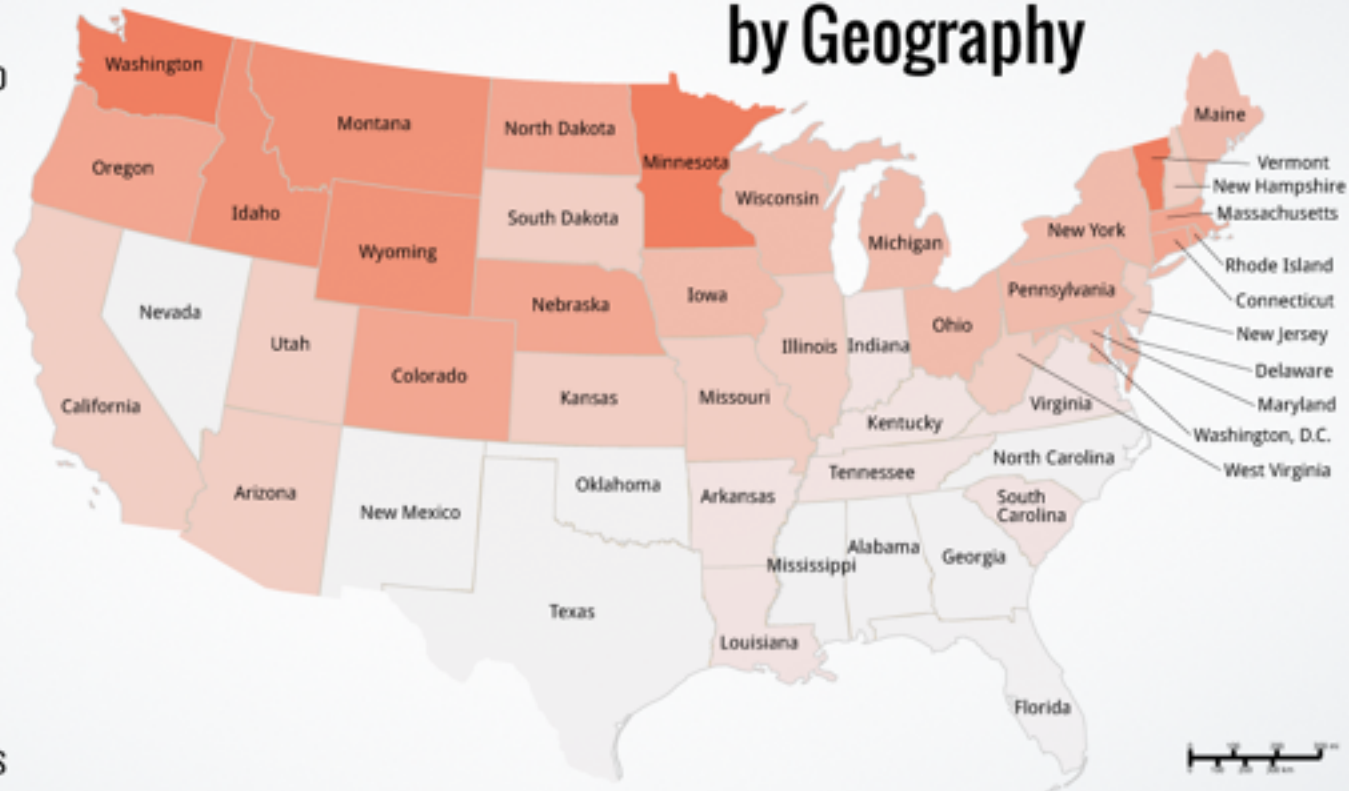 by Geography
Washington
Montana
North Dakota
Minnesota
Maine
Oregon
Idaho
Wyoming
South Dakota
Wisconsin
Michigan
New York
Vermont
New Hampshire
Massachusetts
Rhode Island
Connecticut
New Jersey
Delaware
Maryland
Washington, D.C.
West Virginia
Nevada
Utah
Colorado
Nebraska
Iowa
Illinois
Indiana
Ohio
Pennsylvania
California
Kansas
Missouri
Kentucky
Virginia
Arizona
New Mexico
Oklahoma
Arkansas
Tennessee
North Carolina
South
Carolina
Texas
Louisiana
Mississippi
Alabama
Georgia
Florida